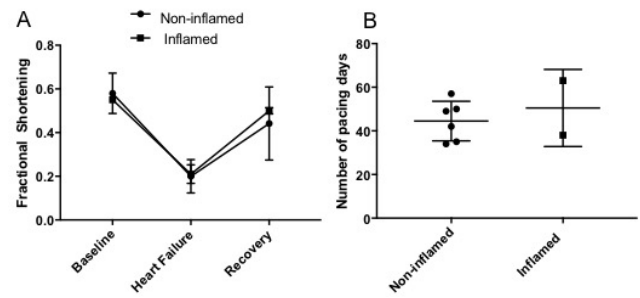 A
Non-inflamed
Inflamed
Fractional Shortening
0.8
0.6
0.4
0.2
0.0
Baseline
Heart Failure
Recovery
B
Number of pacing days
80
60
40
20
0
Non-inflamed
Inflamed